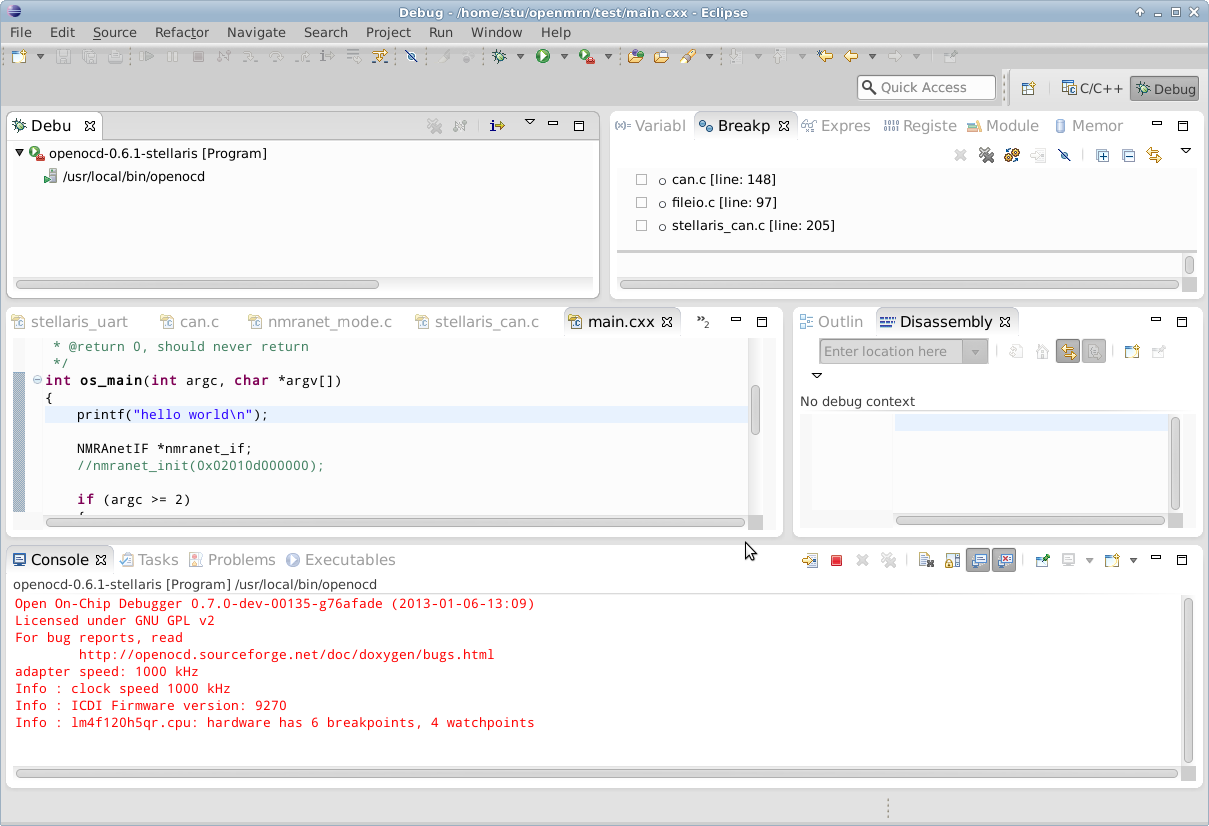 Debug - /home/stu/openmrn/test/main.cxx - Eclipse
File Edit Source Refactor Navigate Search Project Run Window Help
Quick Access
C/C++ Debug
Debu
openocd-0.6.1-stellaris [Program]
/usr/local/bin/openocd
(x)= Variabl Breakp Expres Registe Module Memor
can.c [line: 148]
fileio.c [line: 97]
stellaris_can.c [line: 205]
stellaris_uart can.c nmranet_mode.c stellaris_can.c main.cxx »2
* @return 0, should never return
*/
int os_main(int argc, char *argv[])
{
printf("hello world\n");
NMRAnetIF *nmranet_if;
//nmranet_init(0x02010d000000);
if (argc >= 2)
{
Outlin Disassembly
Enter location here
No debug context
Console Tasks Problems Executables
openocd-0.6.1-stellaris [Program] /usr/local/bin/openocd
Open On-Chip Debugger 0.7.0-dev-00135-g76afade (2013-01-06-13:09)
Licensed under GNU GPL v2
For bug reports, read
http://openocd.sourceforge.net/doc/doxygen/bugs.html
adapter speed: 1000 kHz
Info : clock speed 1000 kHz
Info : ICDI Firmware version: 9270
Info : lm4f120h5qr.cpu: hardware has 6 breakpoints, 4 watchpoints